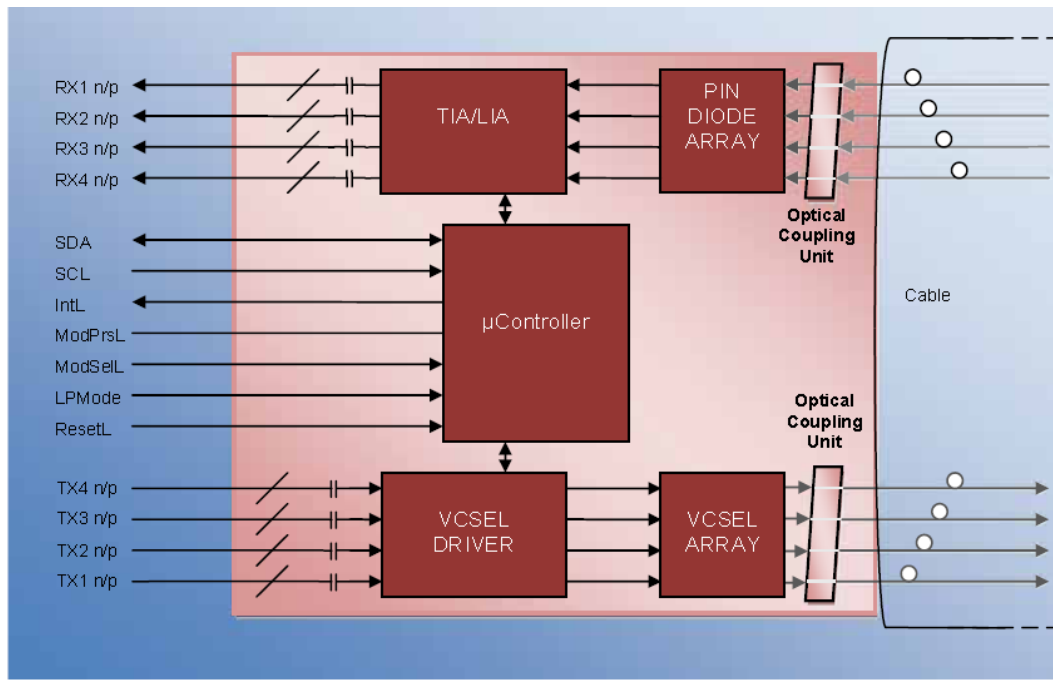 RX1 n/p
RX2 n/p
RX3 n/p
RX4 n/p
TIA/LIA
PIN
DIODE
ARRAY
Optical
Coupling
Unit
SDA
SCL
IntL
ModPrsL
ModSelL
LPMode
ResetL
µController
Cable
Optical
Coupling
Unit
TX4 n/p
TX3 n/p
TX2 n/p
TX1 n/p
VCSEL
DRIVER
VCSEL
ARRAY